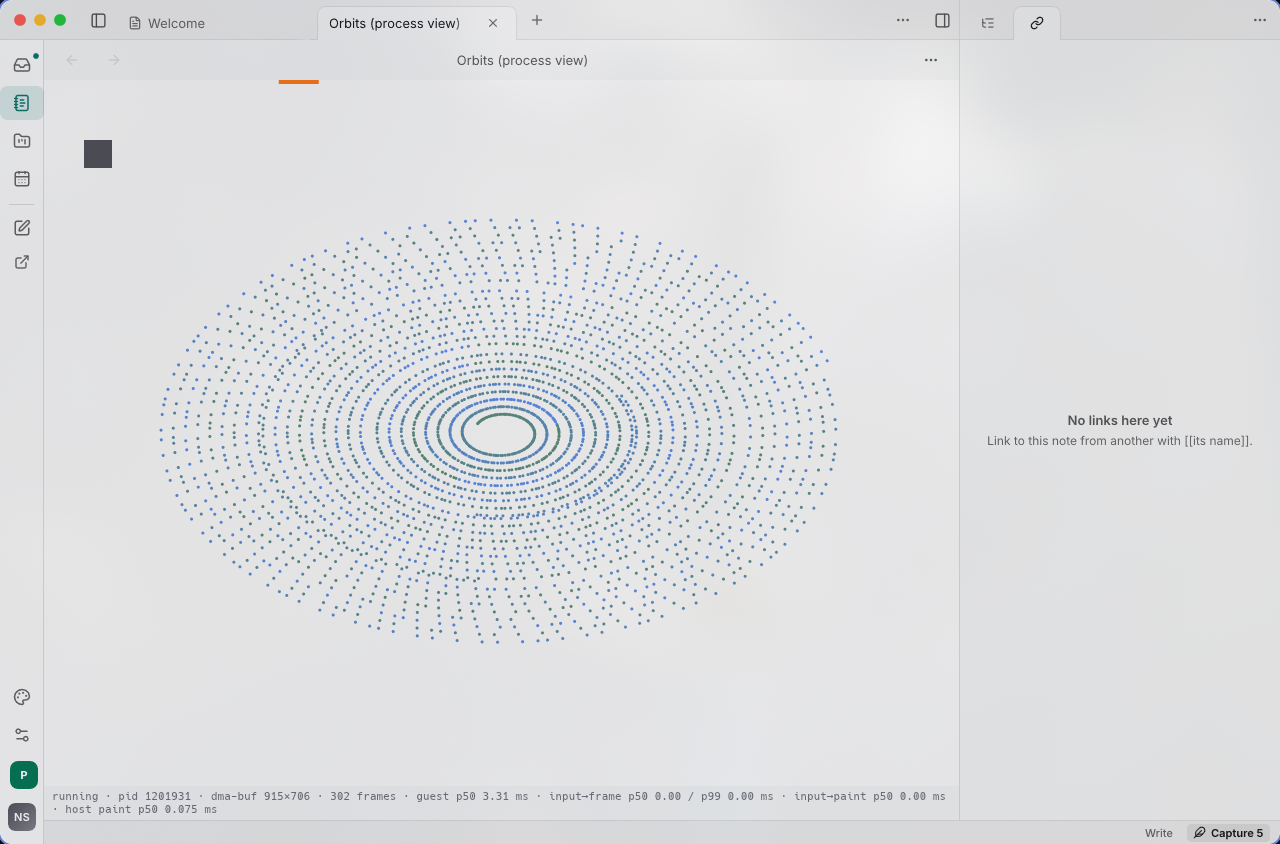 Welcome
Orbits (process view)
Orbits (process view)
No links here yet
Link to this note from another with [[its name]].
P
NS
running · pid 1201931 · dma-buf 915×706 · 302 frames · guest p50 3.31 ms · input→frame p50 0.00 / p99 0.00 ms · input→paint p50 0.00 ms
· host paint p50 0.075 ms
Write
Capture 5